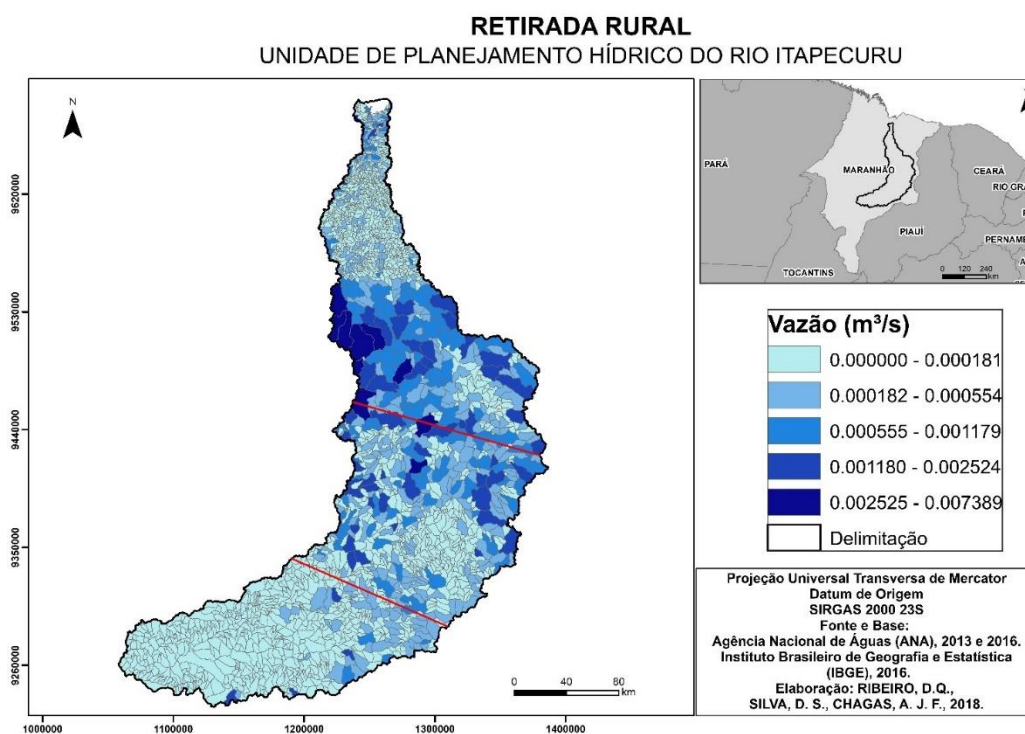 RETIRADA RURAL
UNIDADE DE PLANEJAMENTO HÍDRICO DO RIO ITAPECURU
N
9620000
9530000
9440000
9350000
9260000
1000000
1100000
1200000
1300000
1400000
0 40 80
km
PARÁ
MARANHÃO
CEARÁ
RIO GRA
PIAUÍ
PERNAME
TOCANTINS
0 120 240
km
Vazão (m³/s)
0.000000 - 0.000181
0.000182 - 0.000554
0.000555 - 0.001179
0.001180 - 0.002524
0.002525 - 0.007389
Delimitação
Projeção Universal Transversa de Mercator
Datum de Origem
SIRGAS 2000 23S
Fonte e Base:
Agência Nacional de Águas (ANA), 2013 e 2016.
Instituto Brasileiro de Geografia e Estatística
(IBGE), 2016.
Elaboração: RIBEIRO, D.Q.,
SILVA, D. S., CHAGAS, A. J. F., 2018.